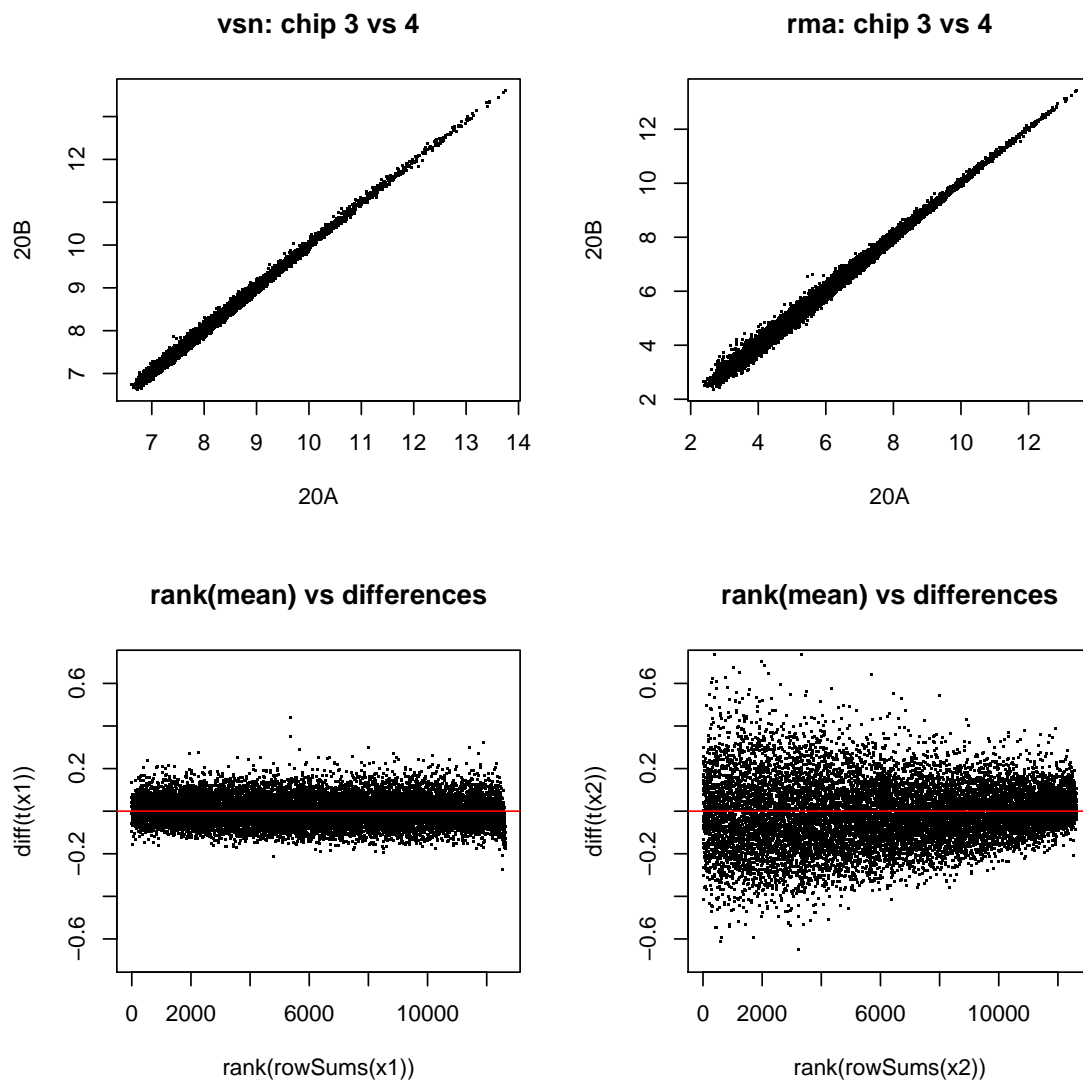 vsn: chip 3 vs 4
20B
7 8 9 10 12
7 8 9 10 11 12 13 14
20A
rma: chip 3 vs 4
20B
2 4 6 8 10 12
2 4 6 8 10 12
20A
rank(mean) vs differences
diff(t(x1))
−0.6 −0.2 0.2 0.6
0 2000 6000 10000
rank(rowSums(x1))
rank(mean) vs differences
diff(t(x2))
−0.6 −0.2 0.2 0.6
0 2000 6000 10000
rank(rowSums(x2))